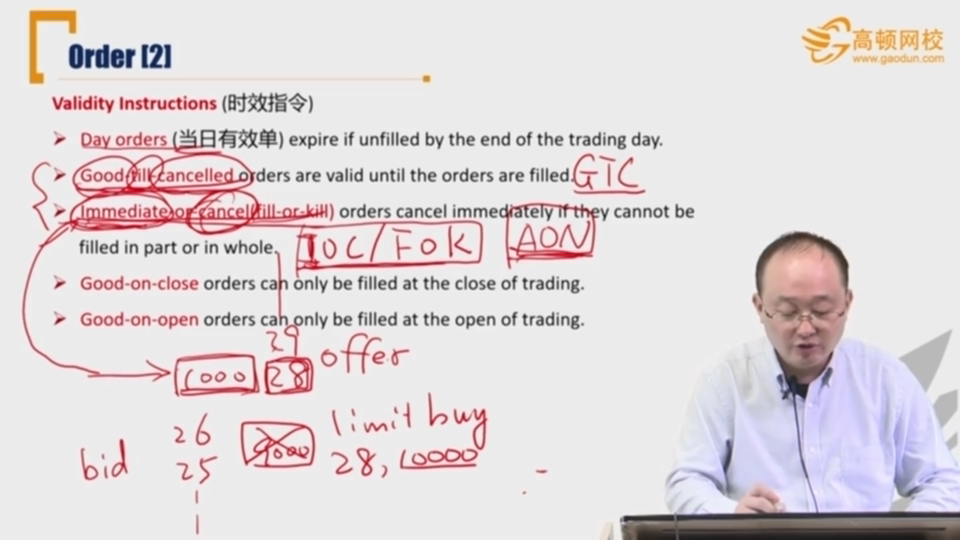 Order [2]
高顿网校
www.gaodun.com
Validity Instructions (时效指令)
Day orders (当日有效单) expire if unfilled by the end of the trading day.
Good-till-cancelled orders are valid until the orders are filled. GTC
Immediate-or-cancel(fill-or-kill) orders cancel immediately if they cannot be
filled in part or in whole. IOC/FOK AON
Good-on-close orders can only be filled at the close of trading.
Good-on-open orders can only be filled at the open of trading.
29
1000 28 offer
26 limit buy
bid 25 9000 28, 10000